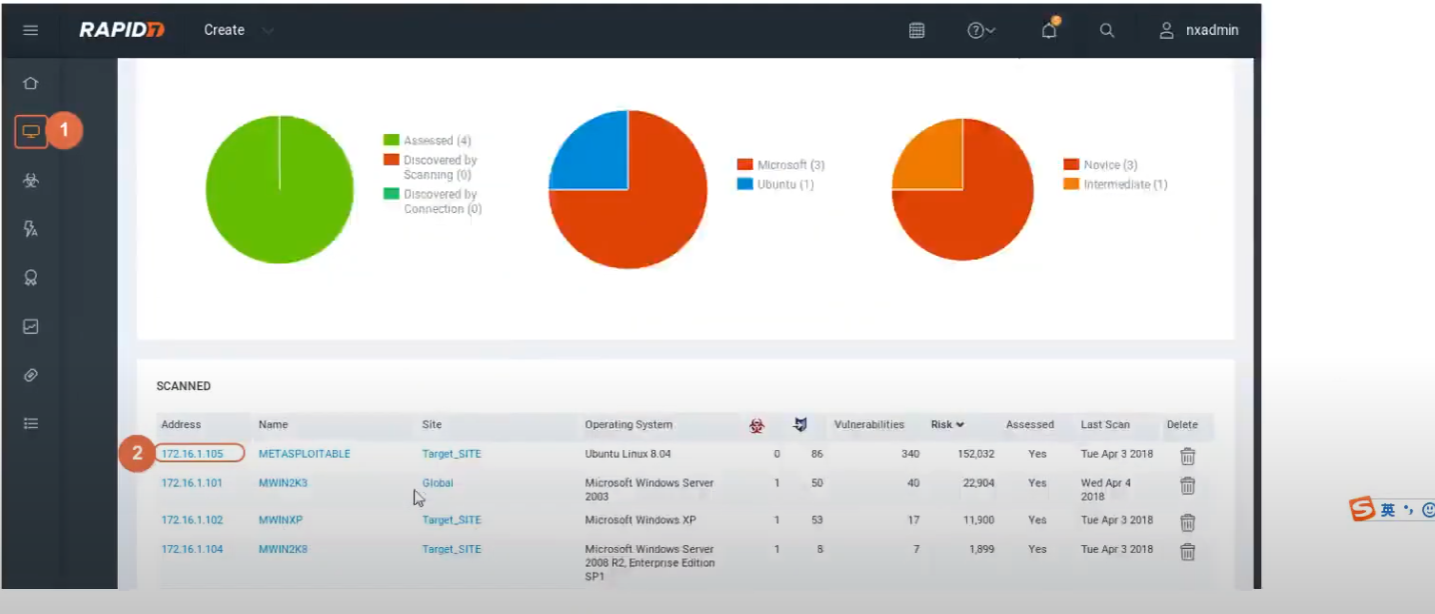 RAPID7 Create nxadmin
1
Assessed (4)
Discovered by
Scanning (0)
Discovered by
Connection (0)
Microsoft (3)
Ubuntu (1)
Novice (3)
Intermediate (1)
SCANNED
Address Name Site Operating System Vulnerabilities Risk Assessed Last Scan Delete
2 172.16.1.105 METASPLOITABLE Target_SITE Ubuntu Linux 8.04 0 86 340 152,032 Yes Tue Apr 3 2018
172.16.1.101 MWIN2K3 Global Microsoft Windows Server 1 50 40 22,904 Yes Wed Apr 4
2003 2018
172.16.1.102 MWINXP Target_SITE Microsoft Windows XP 1 53 17 11,900 Yes Tue Apr 3 2018
172.16.1.104 MWIN2K8 Target_SITE Microsoft Windows Server 1 8 7 1,899 Yes Tue Apr 3 2018
2008 R2, Enterprise Edition
SP1
S 英